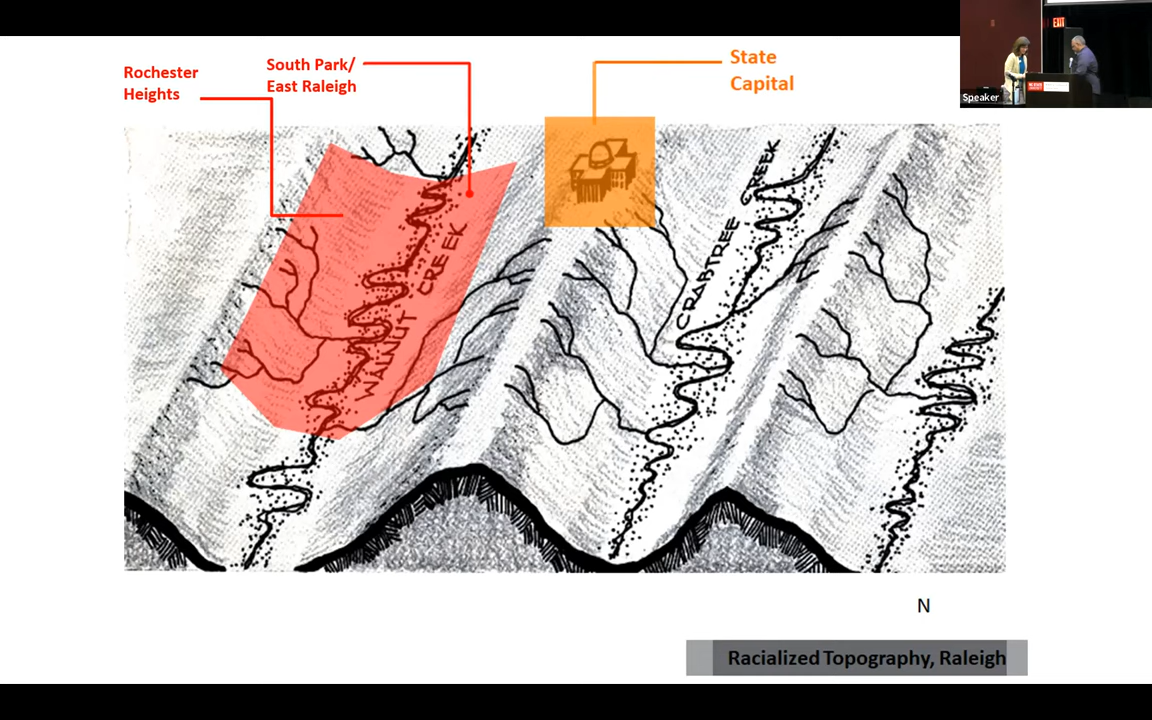 EXIT
Speaker
Rochester
Heights
South Park/
East Raleigh
State
Capital
WALNUT CREEK
CRABTREE CREEK
N
Racialized Topography, Raleigh